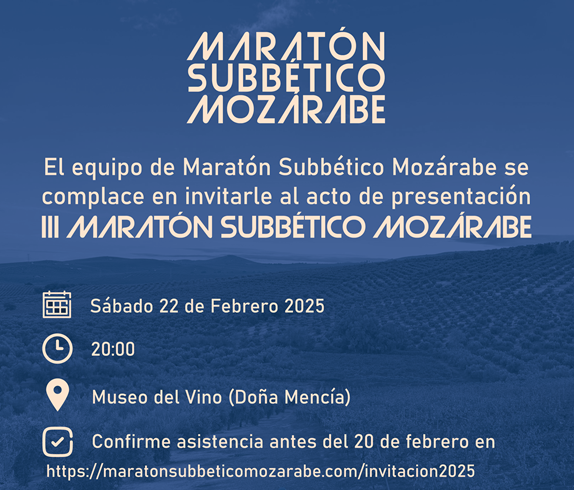 MARATÓN
SUBBÉTICO
MOZÁRABE
El equipo de Maratón Subbético Mozárabe se
complace en invitarle al acto de presentación
III MARATÓN SUBBÉTICO MOZÁRABE
Sábado 22 de Febrero 2025
20:00
Museo del Vino (Doña Mencía)
Confirme asistencia antes del 20 de febrero en
https://maratonsubbeticomozarabe.com/invitacion2025